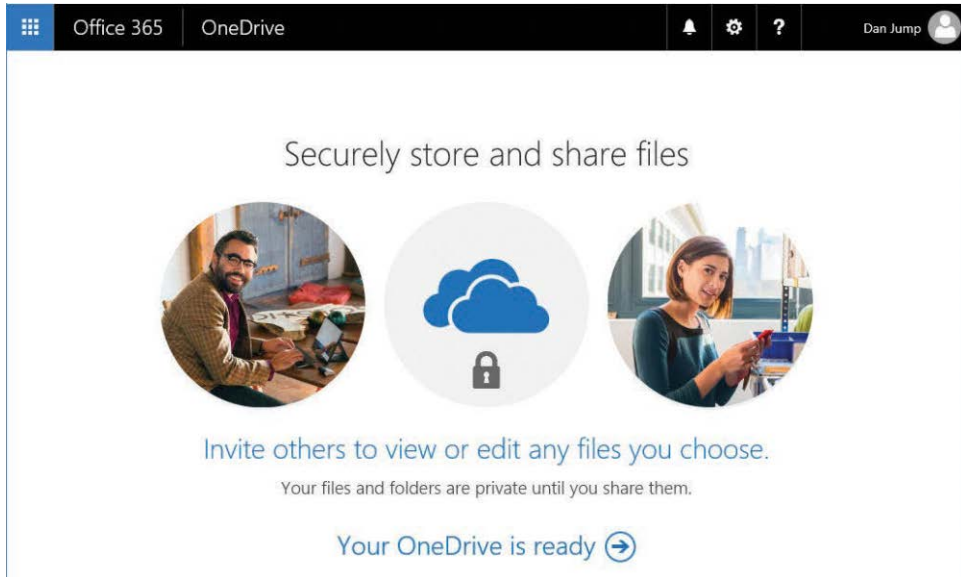 Office 365 OneDrive ? Dan Jump
Securely store and share files
Invite others to view or edit any files you choose.
Your files and folders are private until you share them.
Your OneDrive is ready